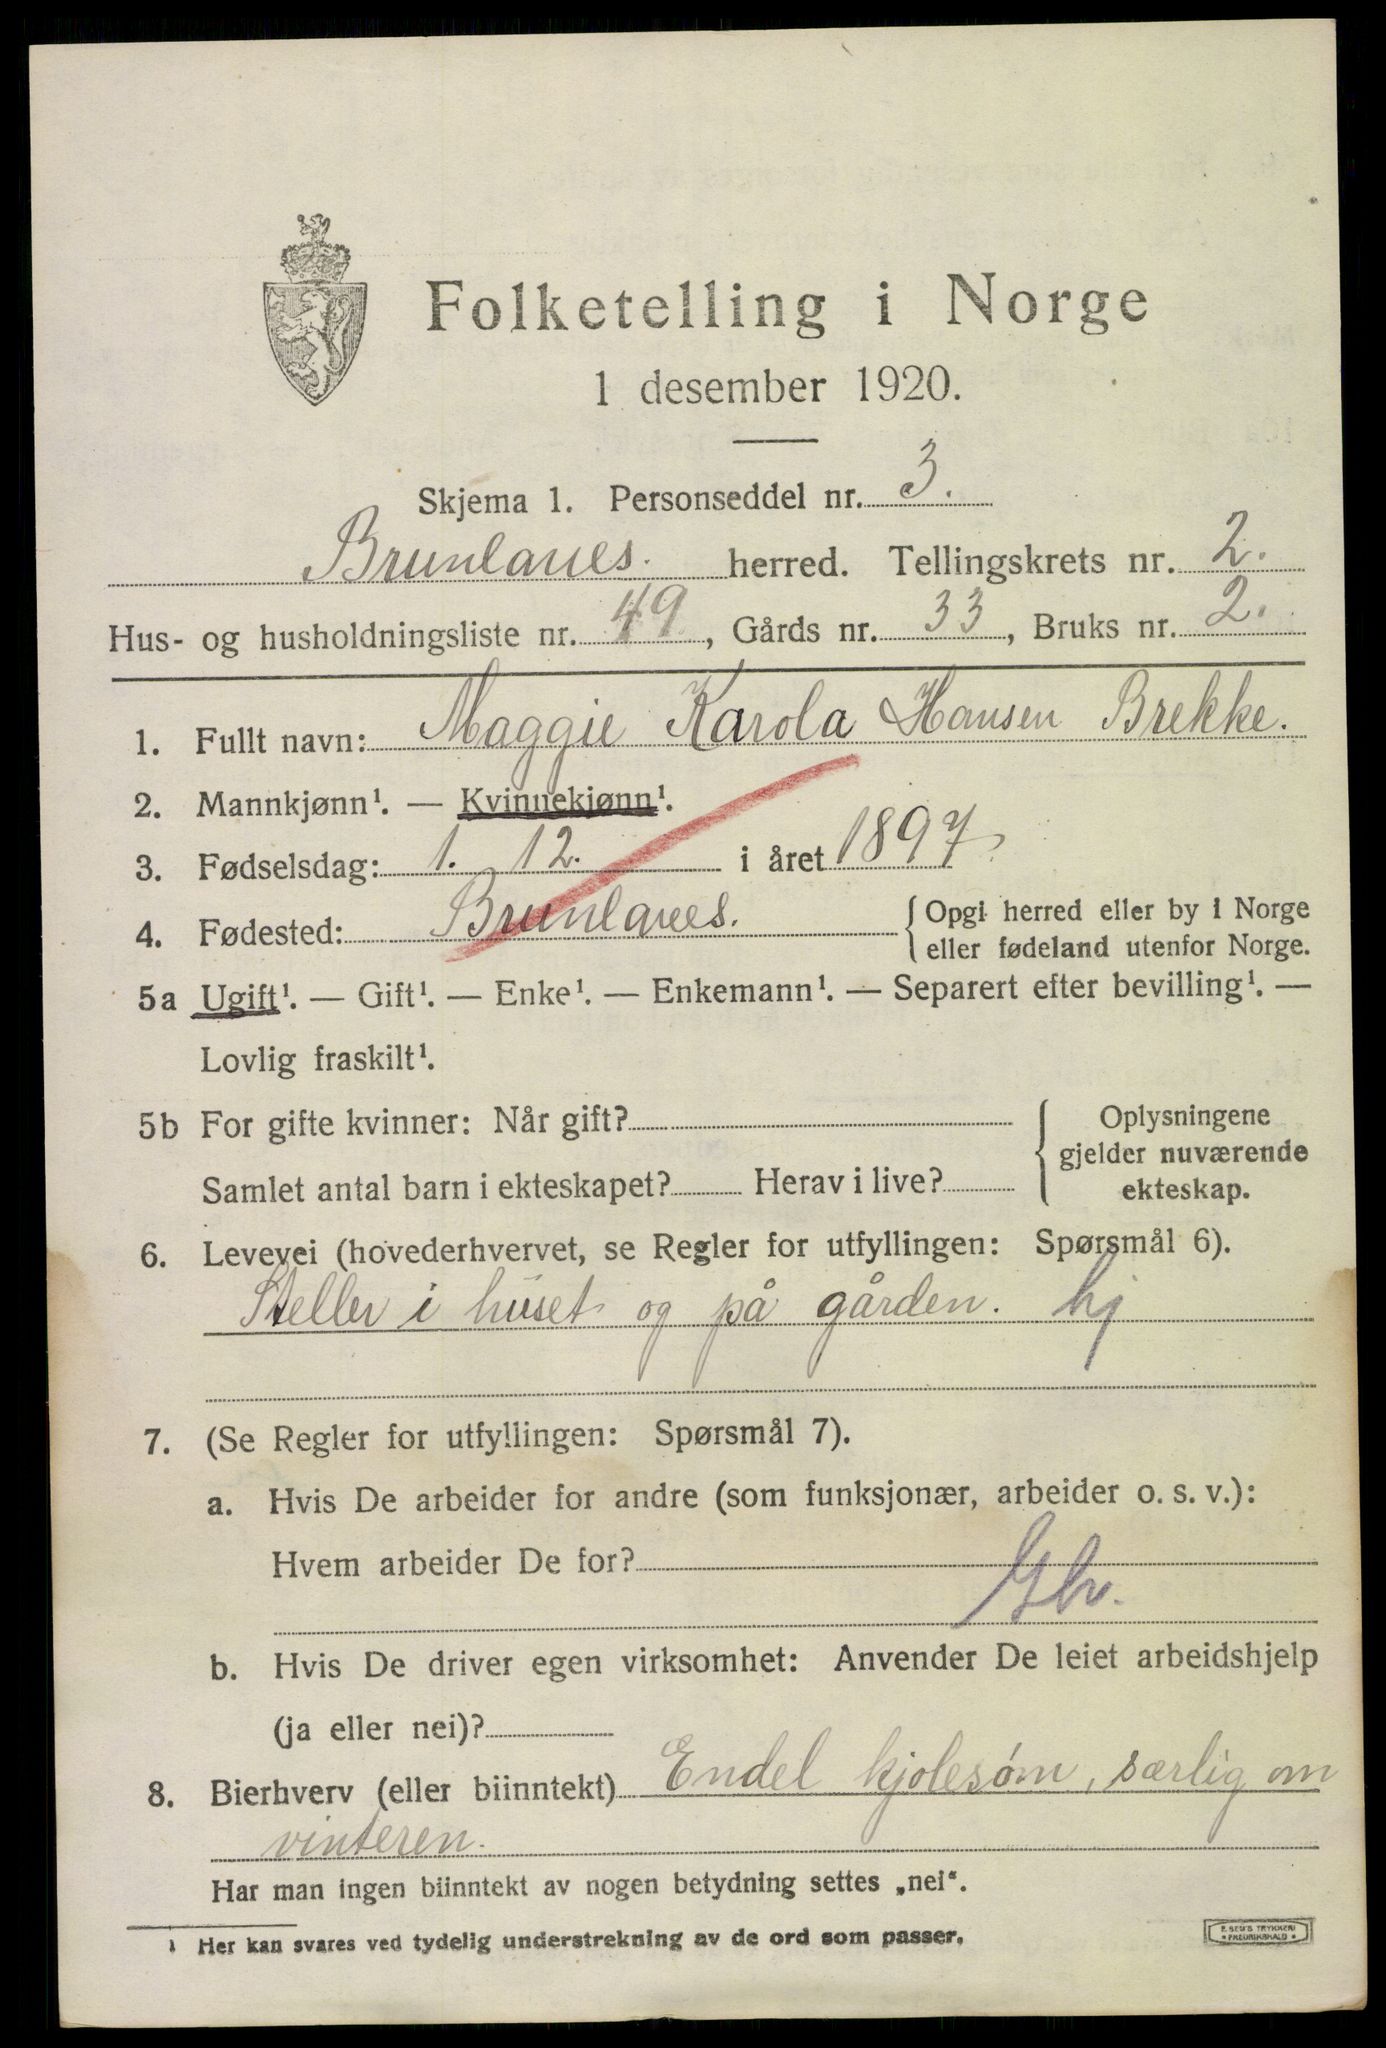 Folketelling i Norge
1 desember 1920.
Skjema 1. Personseddel nr. 3.
Brunlanes. herred. Tellingskrets nr. 2.
Hus- og husholdningsliste nr. 49, Gårds nr. 33, Bruks nr. 2.
1. Fullt navn: Maggie Karola Hansen Brekke.
2. Mannkjønn¹. — Kvinnekjønn¹.
3. Fødselsdag: 1. 12. i året 1897.
4. Fødested: Brunlanes. { Opgi herred eller by i Norge
eller fødeland utenfor Norge.
5a Ugift¹. — Gift¹. — Enke¹. — Enkemann¹. — Separert efter bevilling¹. —
Lovlig fraskilt¹.
5b For gifte kvinner: Når gift? { Oplysningene
gjelder nuværende
Samlet antal barn i ekteskapet? Herav i live? ekteskap.
6. Levevei (hovederhvervet, se Regler for utfyllingen: Spørsmål 6).
Steller i huset og på gården. hj
7. (Se Regler for utfyllingen: Spørsmål 7).
a. Hvis De arbeider for andre (som funksjonær, arbeider o. s. v.):
Hvem arbeider De for?
Gbr.
b. Hvis De driver egen virksomhet: Anvender De leiet arbeidshjelp
(ja eller nei)?
8. Bierhverv (eller biinntekt) Endel kjolesøm, særlig om
vinteren.
Har man ingen biinntekt av nogen betydning settes „nei“.
¹ Her kan svares ved tydelig understrekning av de ord som passer.
E. SEM'S TRYKKERI
* FREDRIKSHALD *